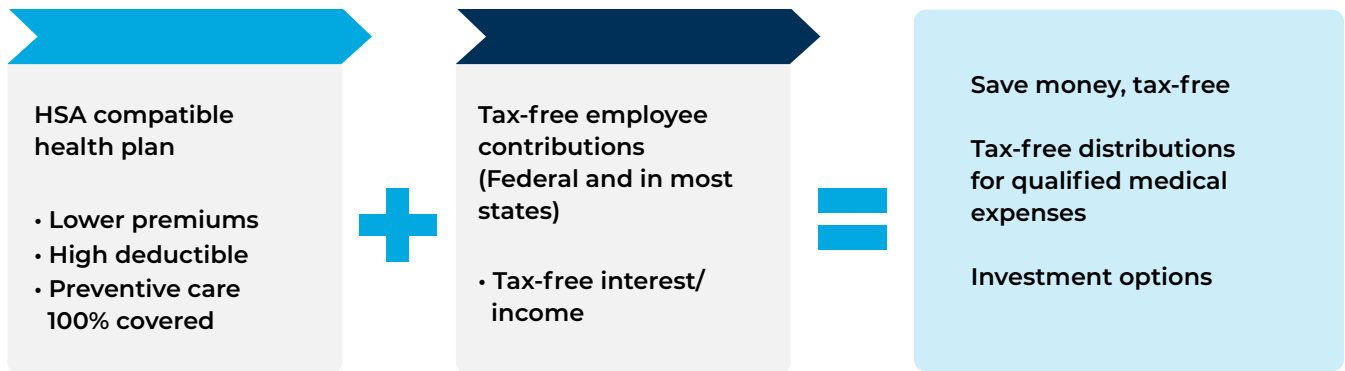 HSA compatible
health plan
• Lower premiums
• High deductible
• Preventive care
100% covered
Tax-free employee
contributions
(Federal and in most
states)
• Tax-free interest/
income
Save money, tax-free
Tax-free distributions
for qualified medical
expenses
Investment options